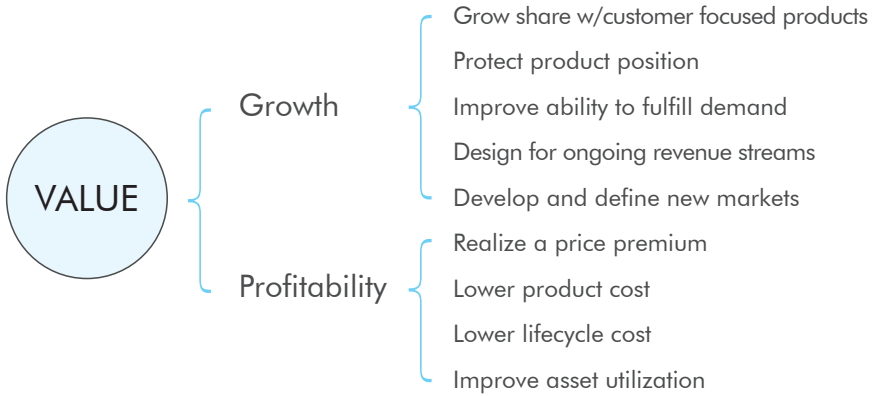 VALUE
Growth
Grow share w/customer focused products
Protect product position
Improve ability to fulfill demand
Design for ongoing revenue streams
Develop and define new markets
Profitability
Realize a price premium
Lower product cost
Lower lifecycle cost
Improve asset utilization